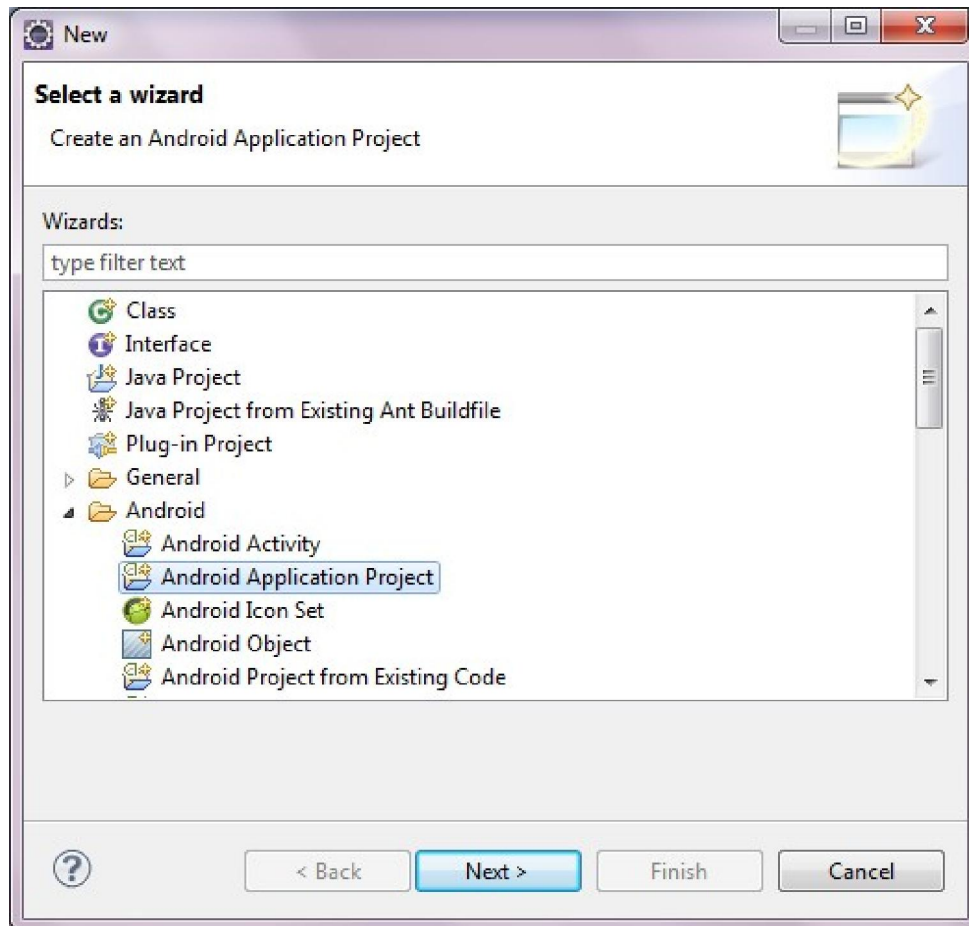 New
Select a wizard
Create an Android Application Project
Wizards:
type filter text
Class
Interface
Java Project
Java Project from Existing Ant Buildfile
Plug-in Project
General
Android
Android Activity
Android Application Project
Android Icon Set
Android Object
Android Project from Existing Code
< Back Next > Finish Cancel